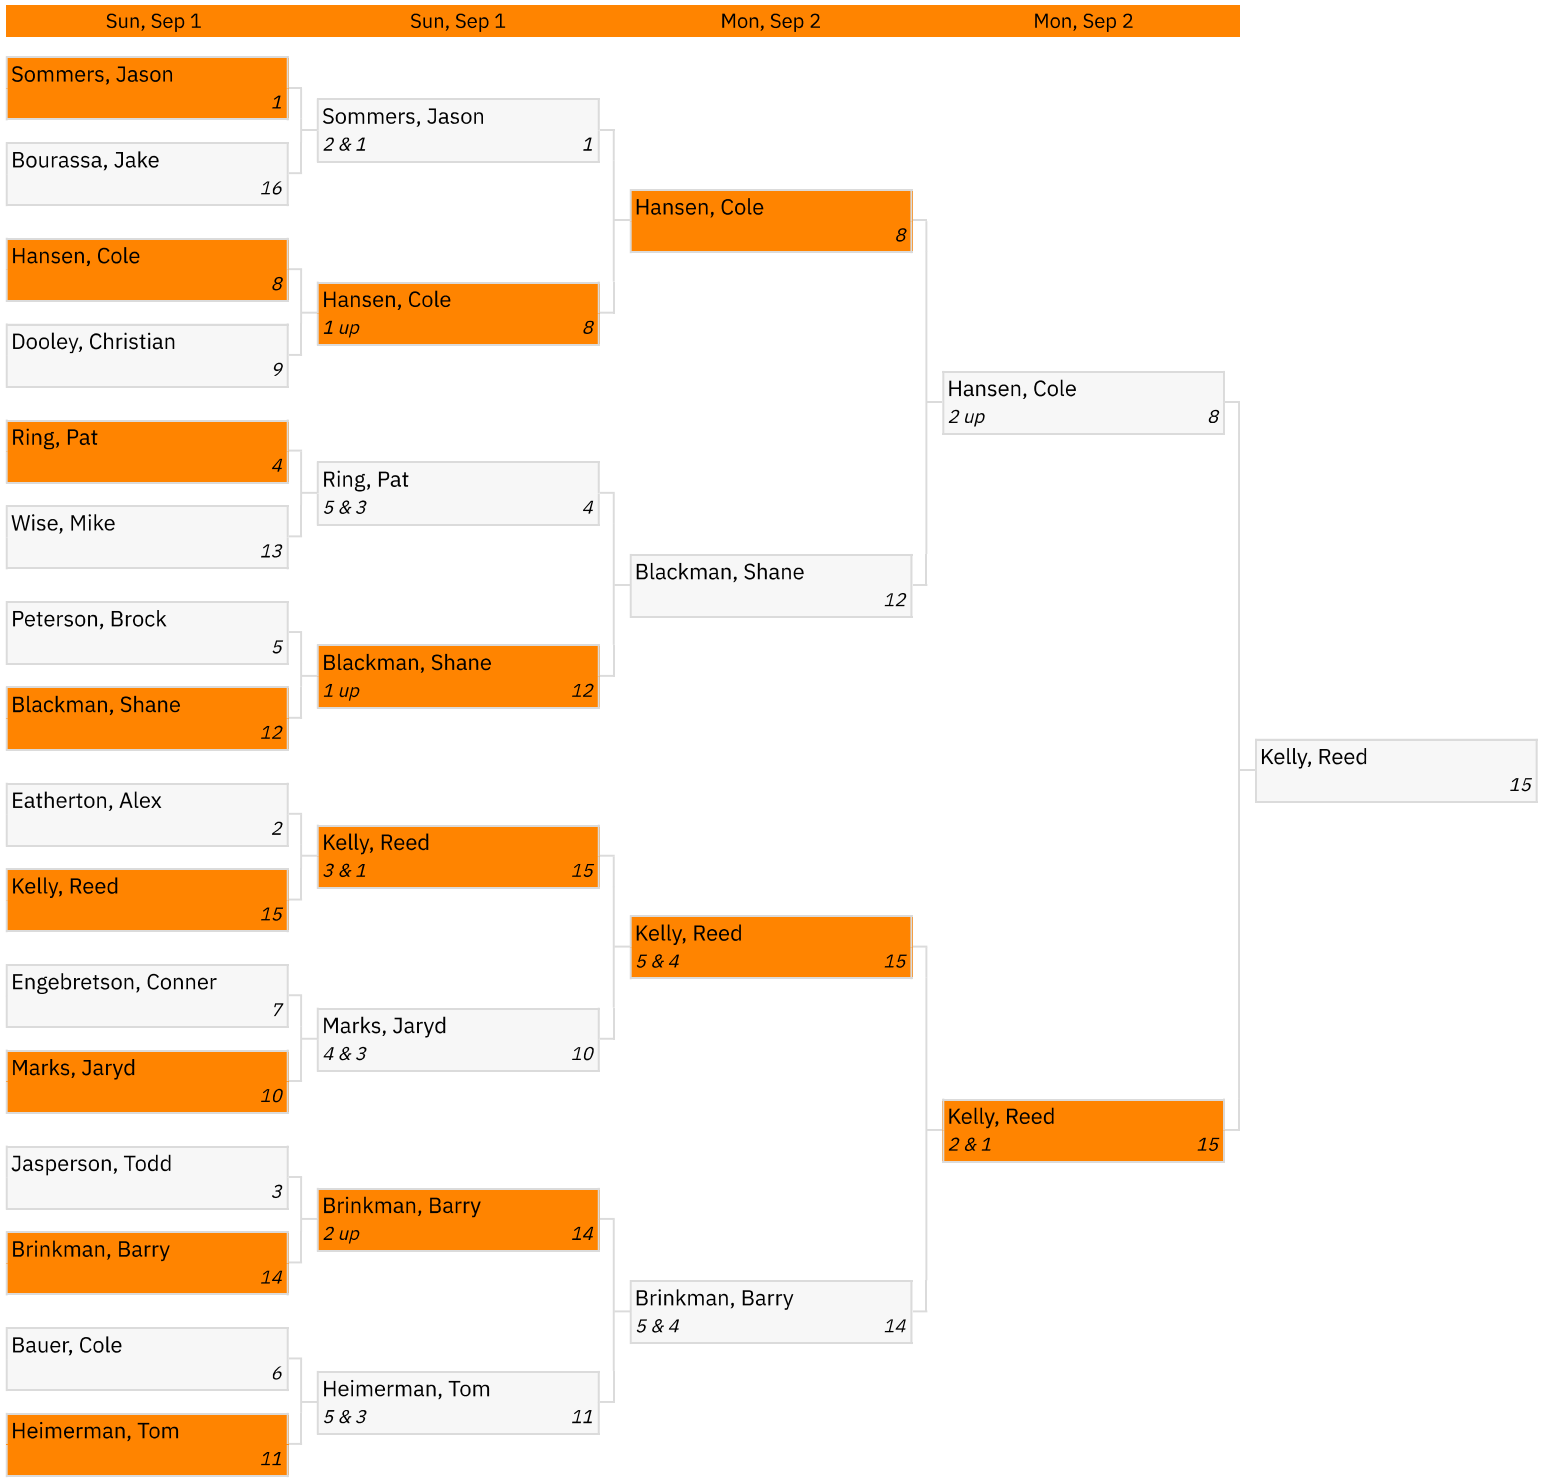 Sun, Sep 1
Sun, Sep 1
Mon, Sep 2
Mon, Sep 2
Sommers, Jason
1
Bourassa, Jake
16
Hansen, Cole
8
Dooley, Christian
9
Ring, Pat
4
Wise, Mike
13
Peterson, Brock
5
Blackman, Shane
12
Eatherton, Alex
2
Kelly, Reed
15
Engebretson, Conner
7
Marks, Jaryd
10
Jasperson, Todd
3
Brinkman, Barry
14
Bauer, Cole
6
Heimerman, Tom
11
Sommers, Jason
2 & 1 1
Hansen, Cole
1 up 8
Ring, Pat
5 & 3 4
Blackman, Shane
1 up 12
Kelly, Reed
3 & 1 15
Marks, Jaryd
4 & 3 10
Brinkman, Barry
2 up 14
Heimerman, Tom
5 & 3 11
Hansen, Cole
8
Blackman, Shane
12
Kelly, Reed
5 & 4 15
Brinkman, Barry
5 & 4 14
Hansen, Cole
2 up 8
Kelly, Reed
2 & 1 15
Kelly, Reed
15